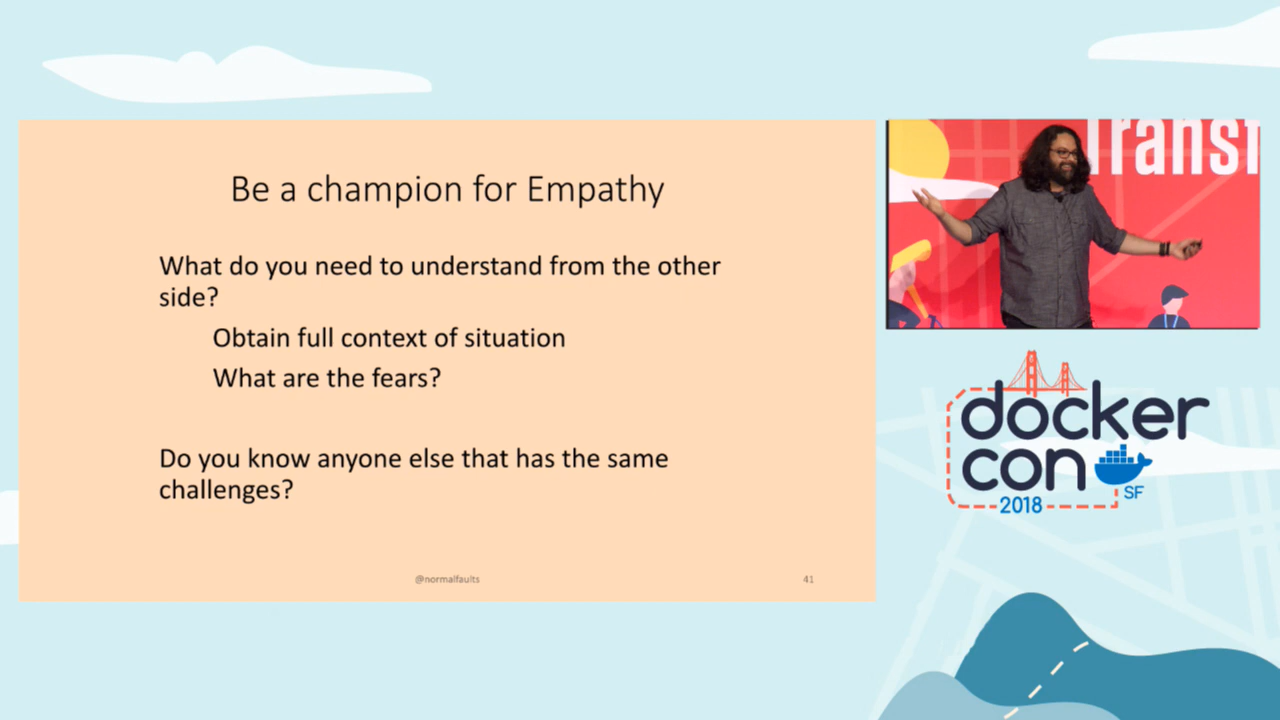 Be a champion for Empathy
What do you need to understand from the other
side?
Obtain full context of situation
What are the fears?
Do you know anyone else that has the same
challenges?
@normalfaults
41
Transf
docker
con
2018
SF